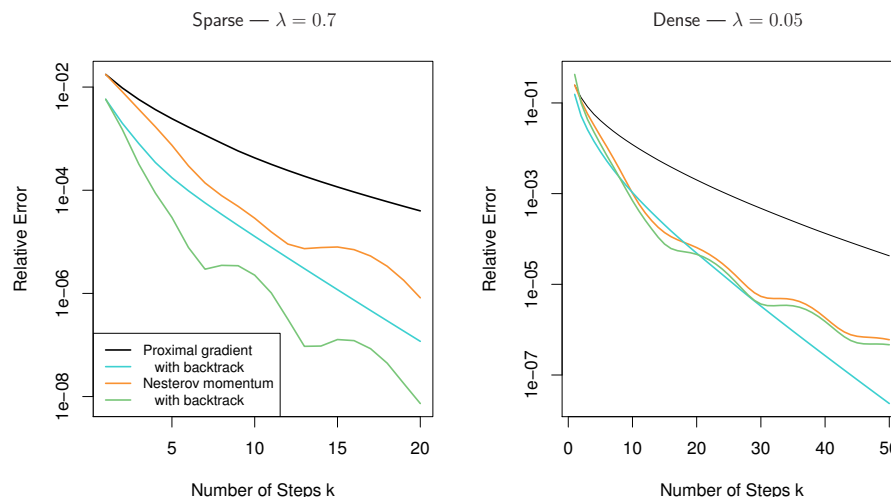 Sparse — λ = 0.7
Relative Error
1e−02
1e−04
1e−06
1e−08
Proximal gradient
with backtrack
Nesterov momentum
with backtrack
5 10 15 20
Number of Steps k
Dense — λ = 0.05
Relative Error
1e−01
1e−03
1e−05
1e−07
0 10 20 30 40 50
Number of Steps k